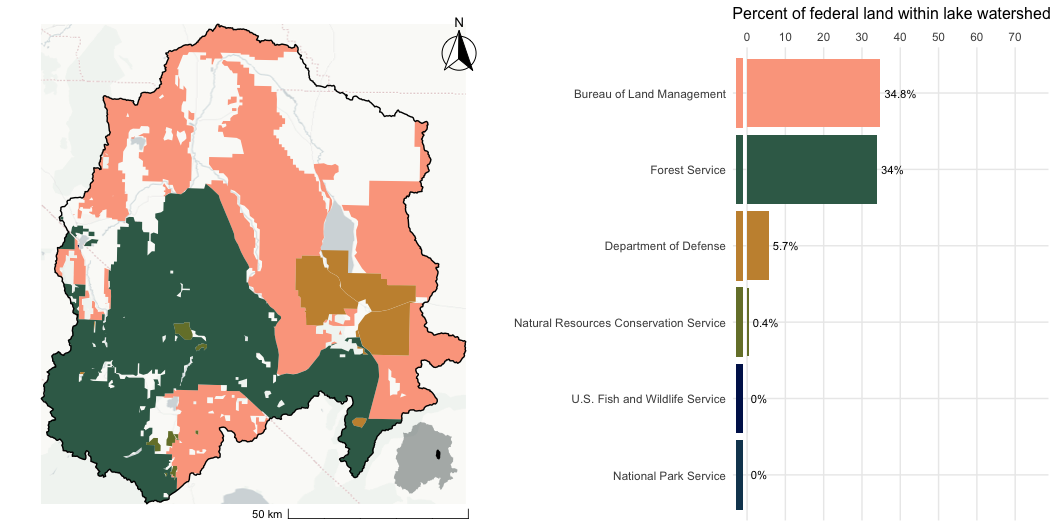 Percent of federal land within lake watershed
N
0 10 20 30 40 50 60 70
Bureau of Land Management 34.8%
Forest Service 34%
Department of Defense 5.7%
Natural Resources Conservation Service 0.4%
U.S. Fish and Wildlife Service 0%
National Park Service 0%
50 km